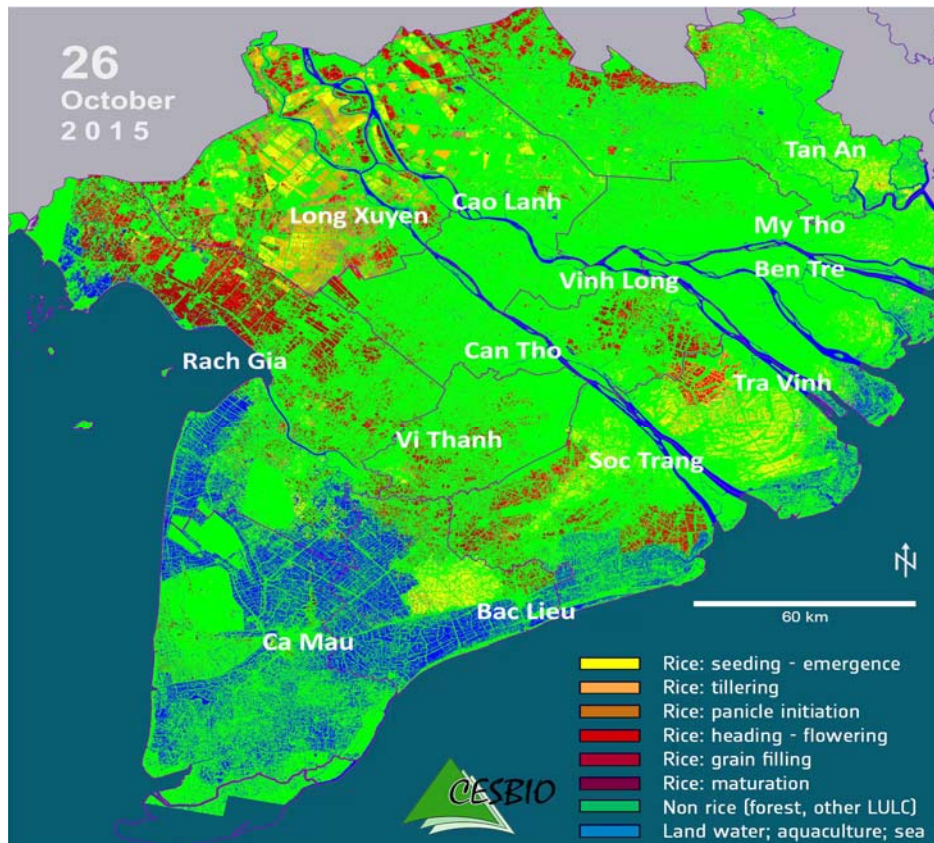 26
October
2015
Tan An
Cao Lanh
Long Xuyen
My Tho
Ben Tre
Vinh Long
Can Tho
Rach Gia
Tra Vinh
Vi Thanh
Soc Trang
N
60 km
Bac Lieu
Ca Mau
Rice: seeding - emergence
Rice: tillering
Rice: panicle initiation
Rice: heading - flowering
Rice: grain filling
Rice: maturation
Non rice (forest, other LULC)
Land water; aquaculture; sea
CESBIO